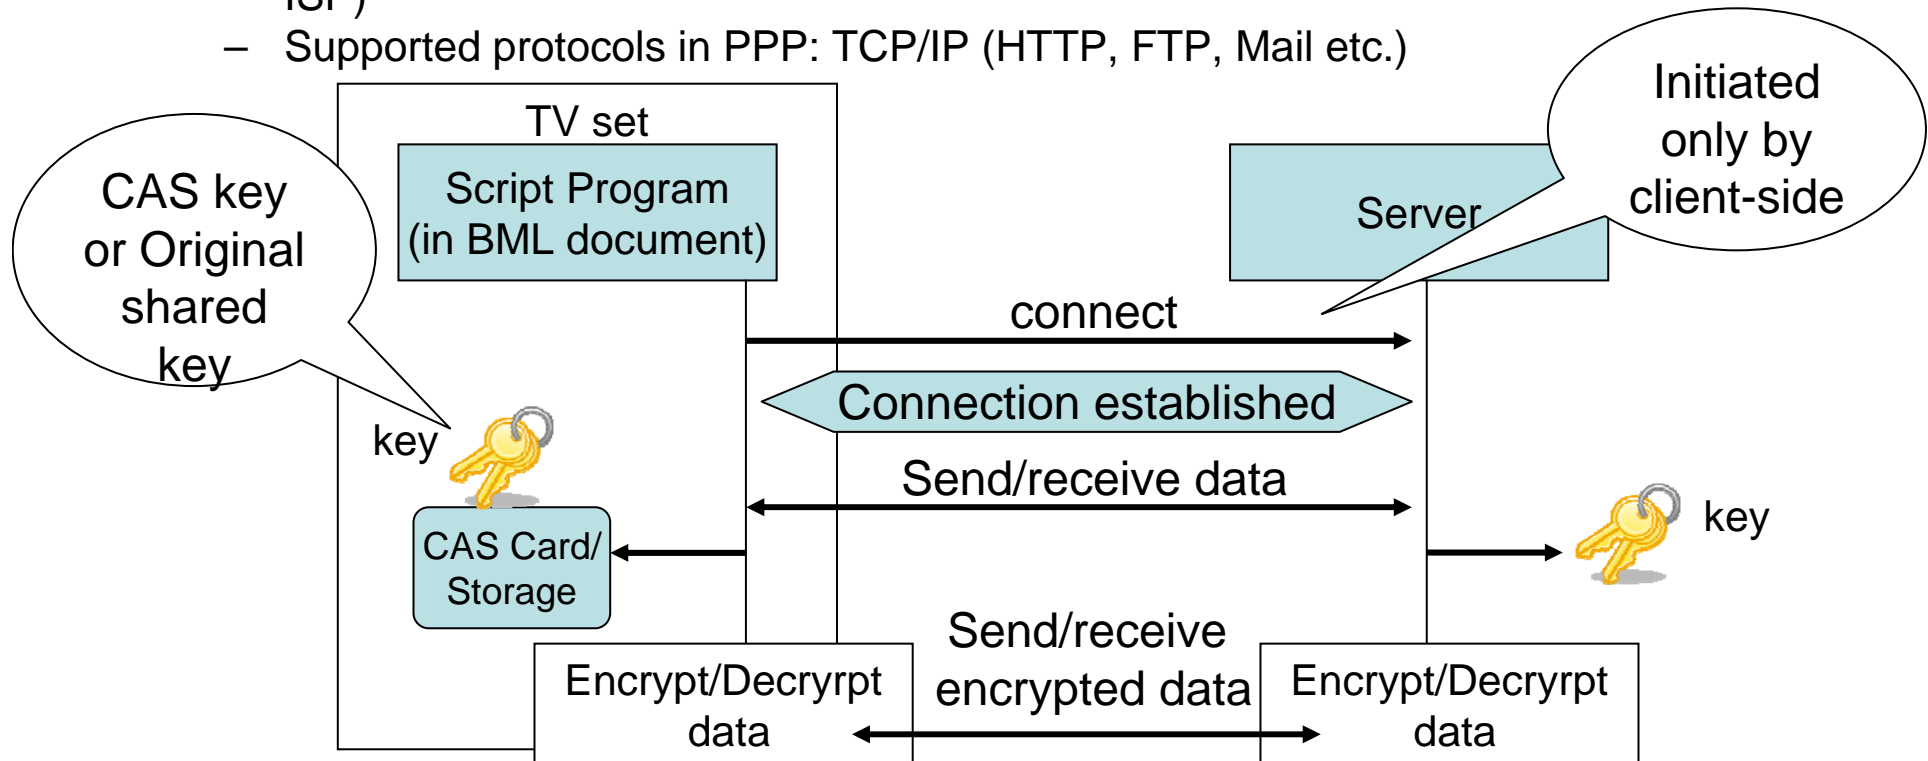 ISP)
– Supported protocols in PPP: TCP/IP (HTTP, FTP, Mail etc.)
TV set
Script Program
(in BML document)
CAS key
or Original
shared
key
Server
Initiated
only by
client-side
connect
Connection established
key
Send/receive data
CAS Card/
Storage
key
Send/receive
encrypted data
Encrypt/Decryrpt
data
Encrypt/Decryrpt
data